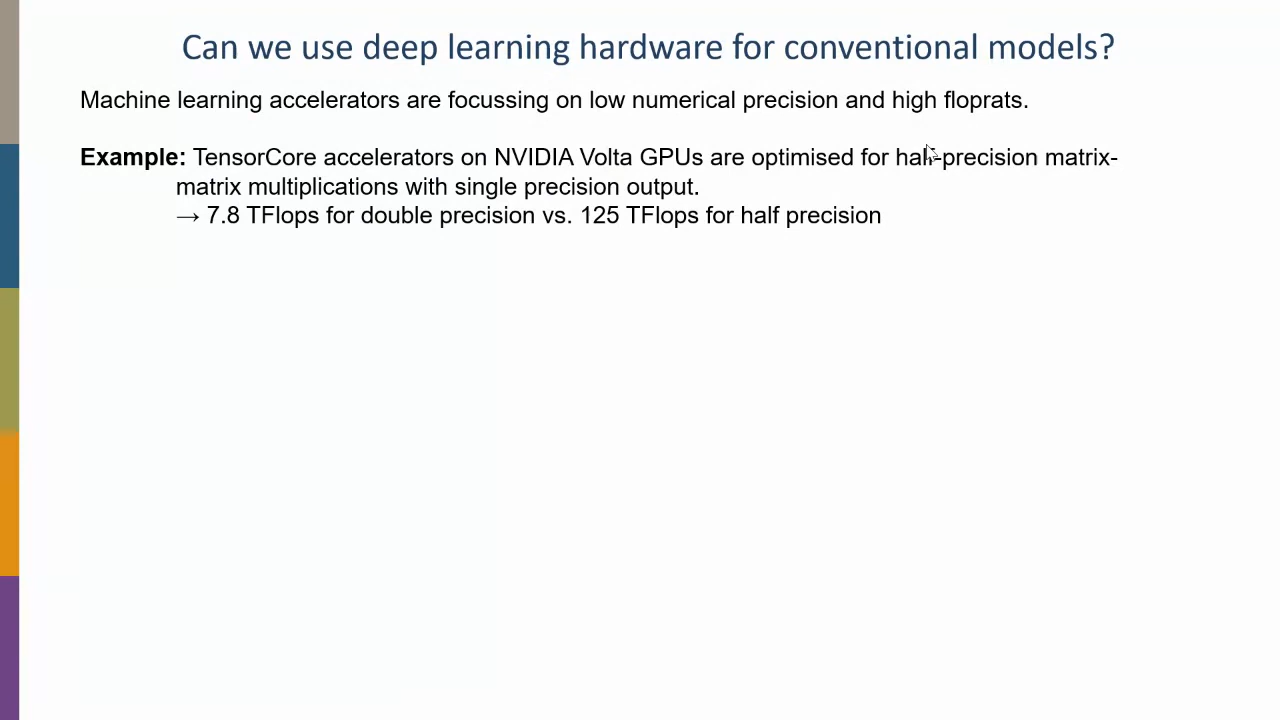 Can we use deep learning hardware for conventional models?
Machine learning accelerators are focussing on low numerical precision and high floprats.
Example: TensorCore accelerators on NVIDIA Volta GPUs are optimised for half-precision matrix-
matrix multiplications with single precision output.
→ 7.8 TFlops for double precision vs. 125 TFlops for half precision